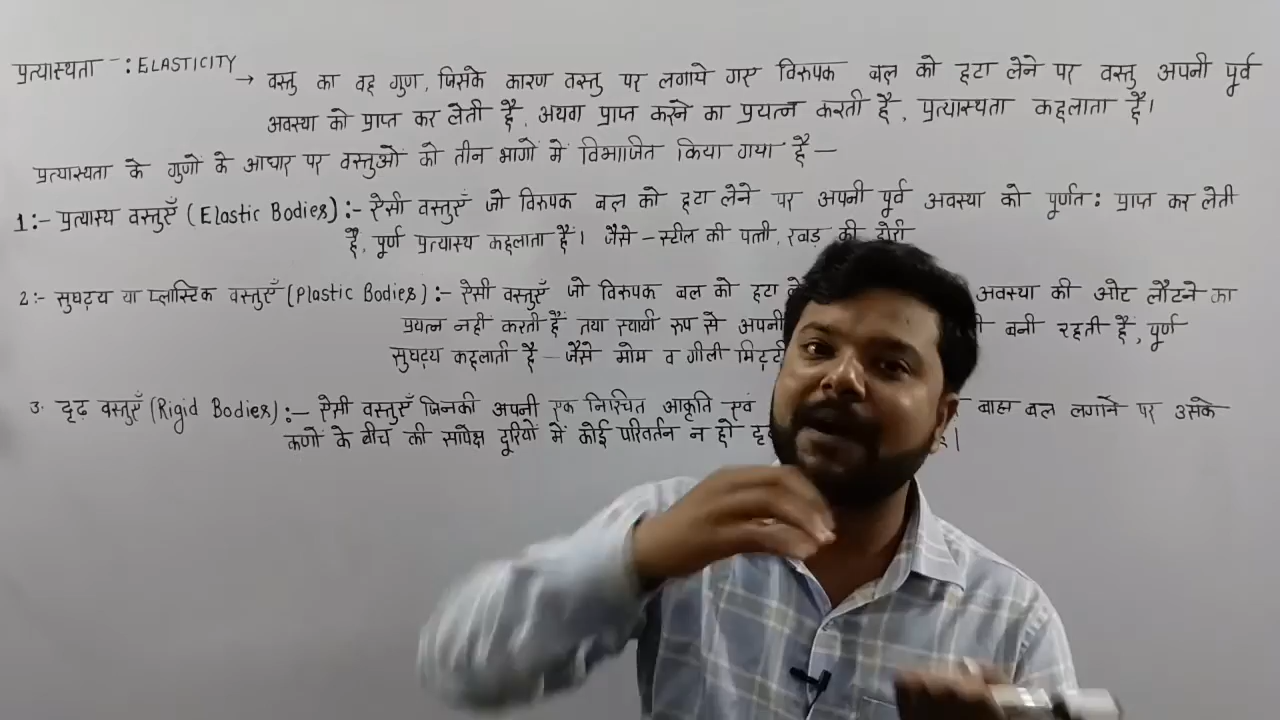 प्रत्यास्थता :- ELASTICITY
→ वस्तु का वह गुण, जिसके कारण वस्तु पर लगाये गए विरुपक बल को हटा लेने पर वस्तु अपनी पूर्व
अवस्था को प्राप्त कर लेती है, अथवा प्राप्त करने का प्रयत्न करती है, प्रत्यास्थता कहलाता है।
प्रत्यास्थता के गुणों के आधार पर वस्तुओं को तीन भागों में विभाजित किया गया है —
1:- प्रत्यास्थ वस्तुएँ (Elastic Bodies) :- ऐसी वस्तुएँ जो विरुपक बल को हटा लेने पर अपनी पूर्व अवस्था को पूर्णत: प्राप्त कर लेती
है, पूर्ण प्रत्यास्थ कहलाता है। जैसे - स्टील की पत्ती, रबाड़ की डोरी
2:- सुघट्य या प्लास्टिक वस्तुएँ (Plastic Bodies) :- ऐसी वस्तुएँ जो विरुपक बल को हटा अवस्था की ओर लौटने का
प्रयत्न नहीं करती हैं तथा स्थायी रुप से अपनी बनी रहती हैं, पूर्ण
सुघट्य कहलाती है - जैसे मोम व गीली मिट्टी
3. दृढ़ वस्तुएँ (Rigid Bodies) :- ऐसी वस्तुएँ जिनकी अपनी एक निश्चित आकृति एवं बाह्य बल लगाने पर उसके
कणों के बीच की सापेक्ष दूरियों में कोई परिवर्तन न हो